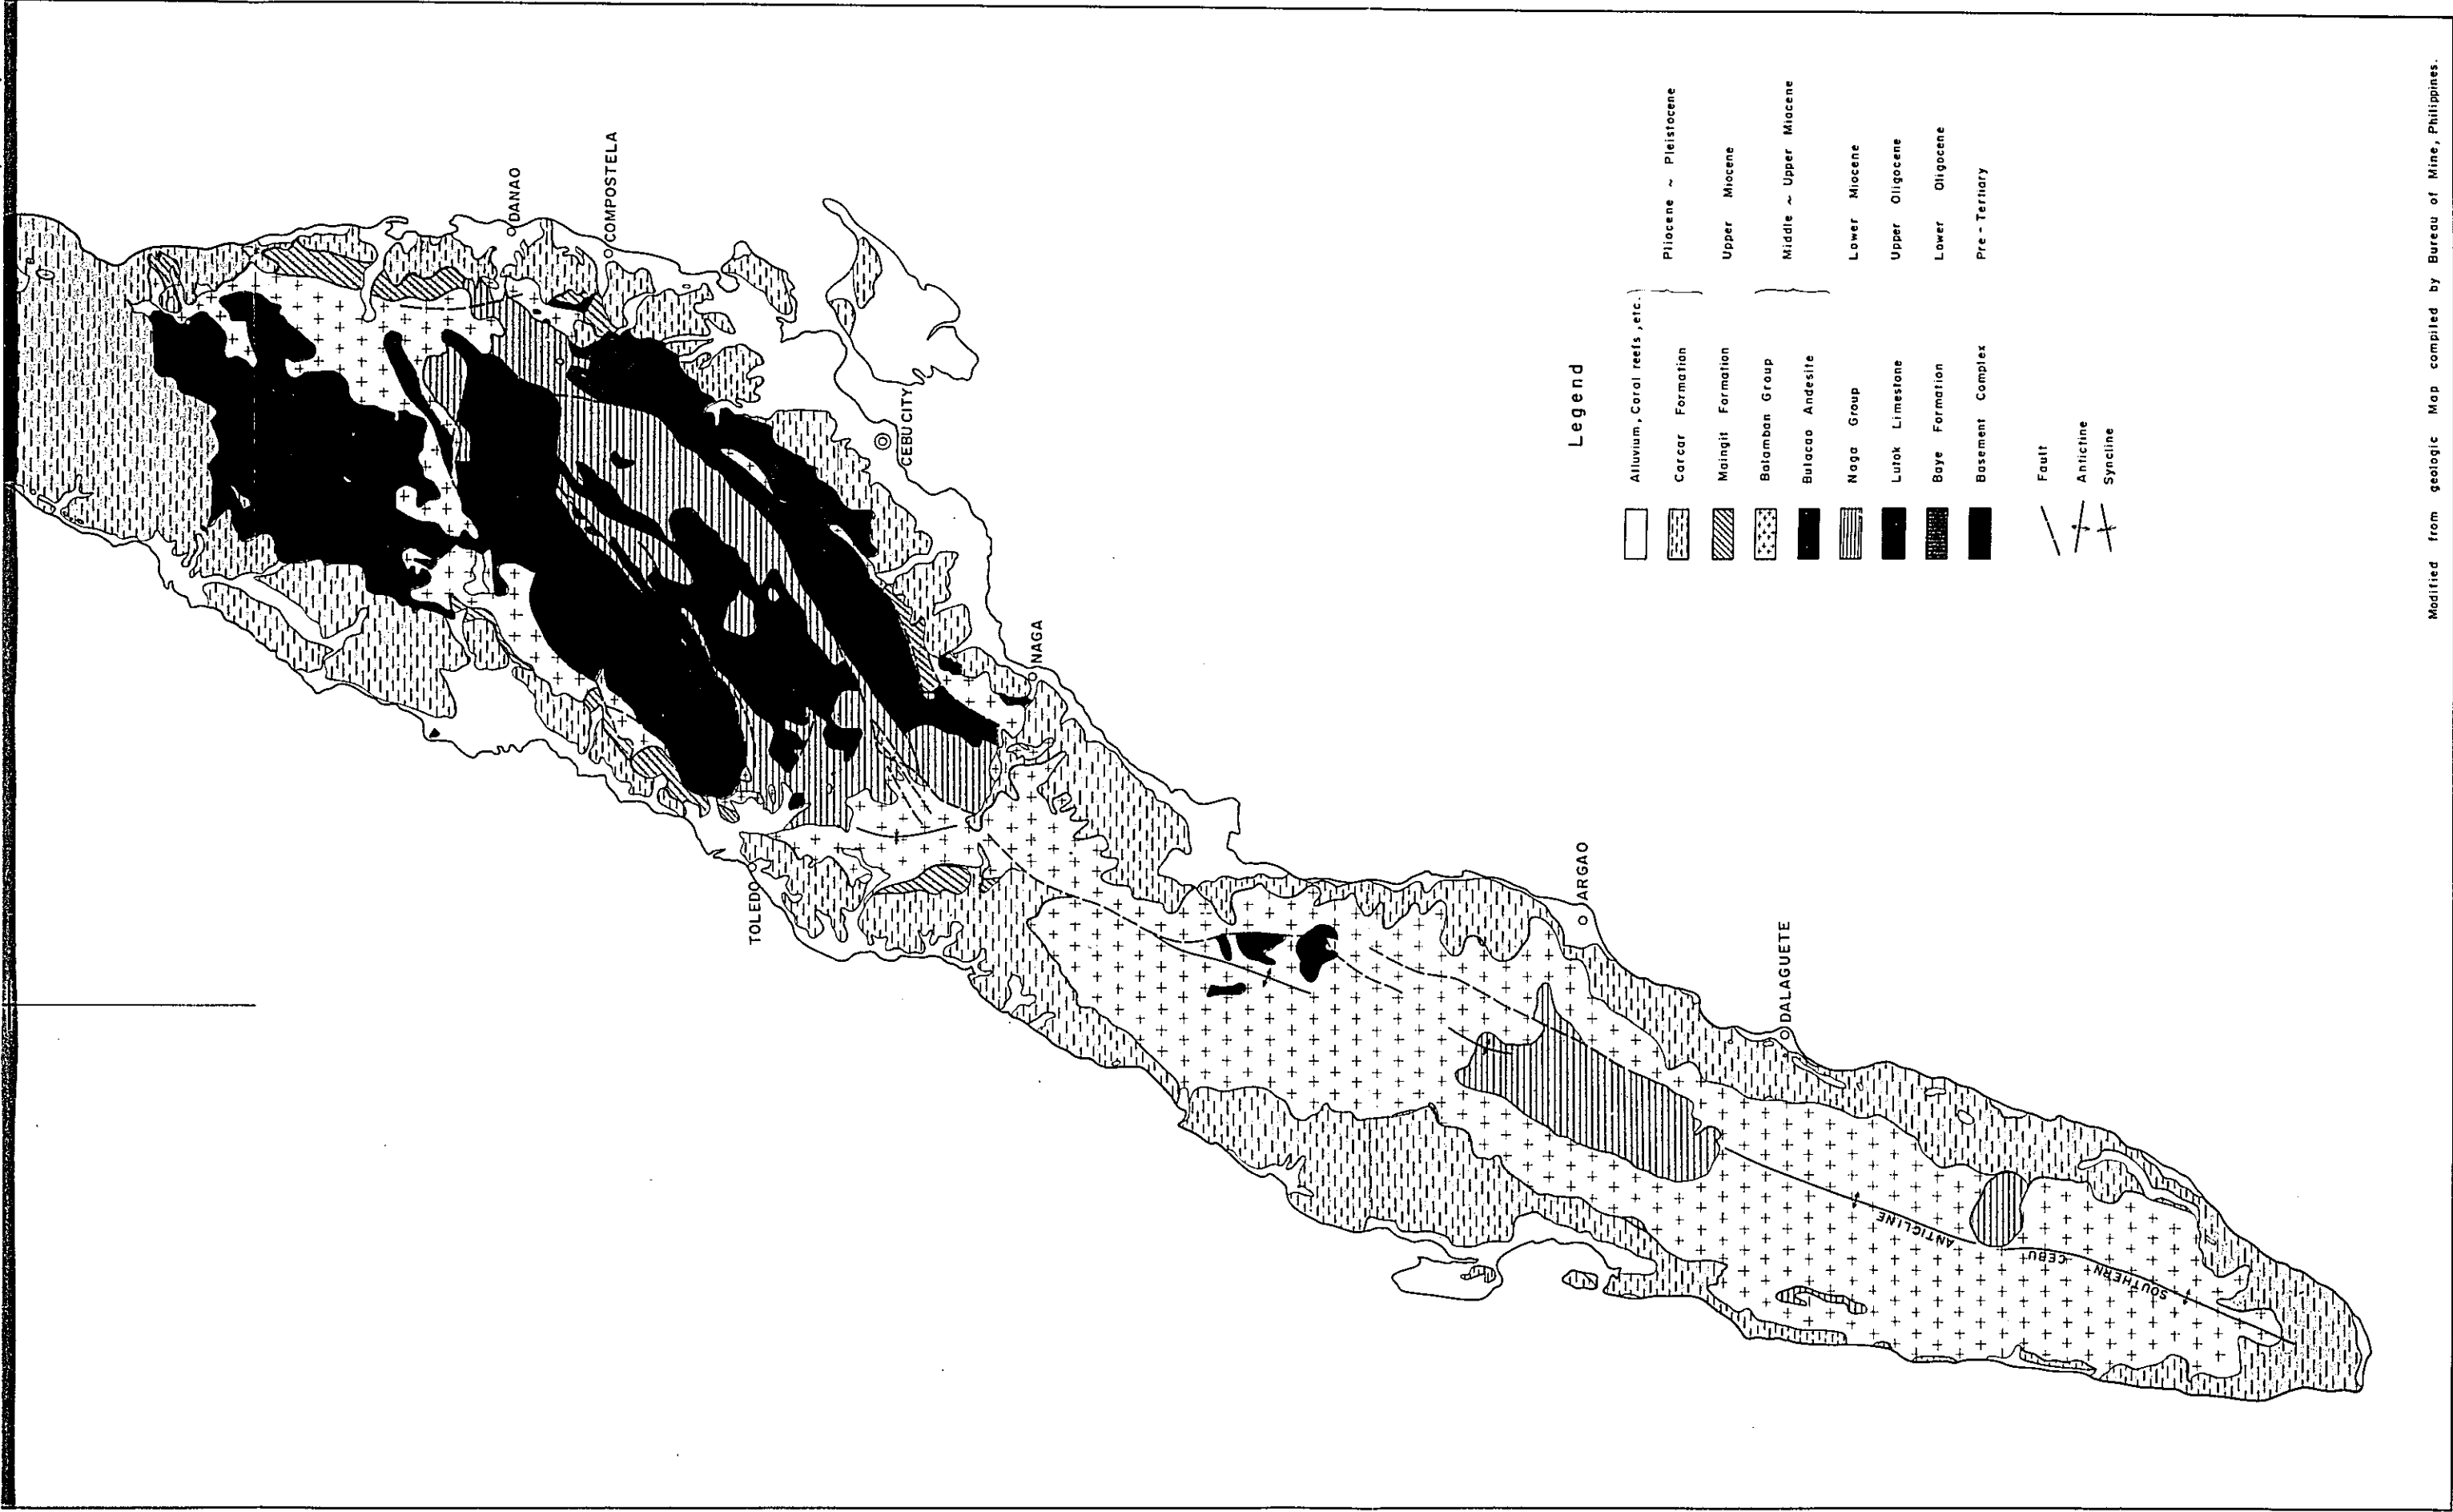 DANAO
COMPOSTELA
CEBU CITY
NAGA
TOLEDO
ARGAO
DALAGUETE
SOUTHERN CEBU ANTICLINE
Legend
Alluvium, Coral reefs, etc.
Carcar Formation
Pliocene ~ Pleistocene
Maingit Formation
Upper Miocene
Balamban Group
Bulacao Andesite
Middle ~ Upper Miocene
Naga Group
Lower Miocene
Lutok Limestone
Upper Oligocene
Baye Formation
Lower Oligocene
Basement Complex
Pre-Tertiary
Fault
Anticline
Syncline
Modified from geologic Map compiled by Bureau of Mine, Philippines.